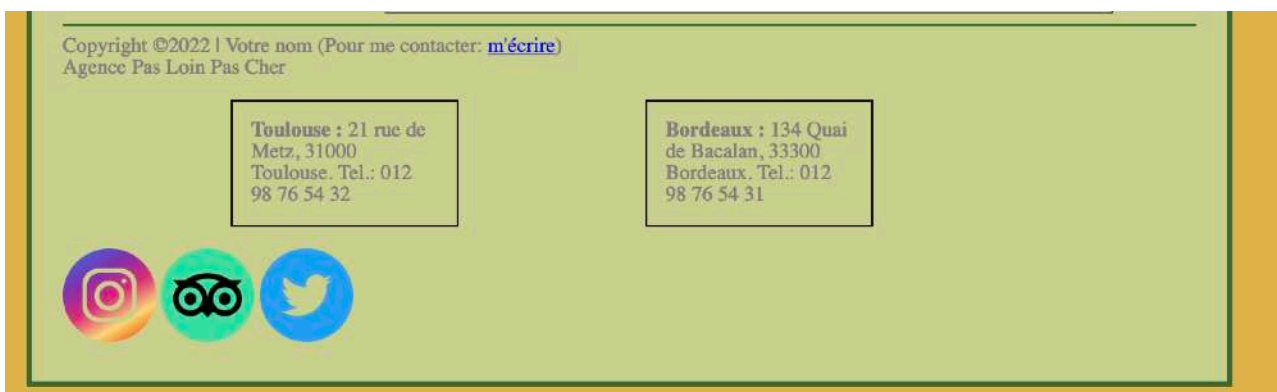 Copyright ©2022 | Votre nom (Pour me contacter: m'écrire)
Agence Pas Loin Pas Cher
Toulouse : 21 rue de
Metz, 31000
Toulouse. Tel.: 012
98 76 54 32
Bordeaux : 134 Quai
de Bacalan, 33300
Bordeaux. Tel.: 012
98 76 54 31